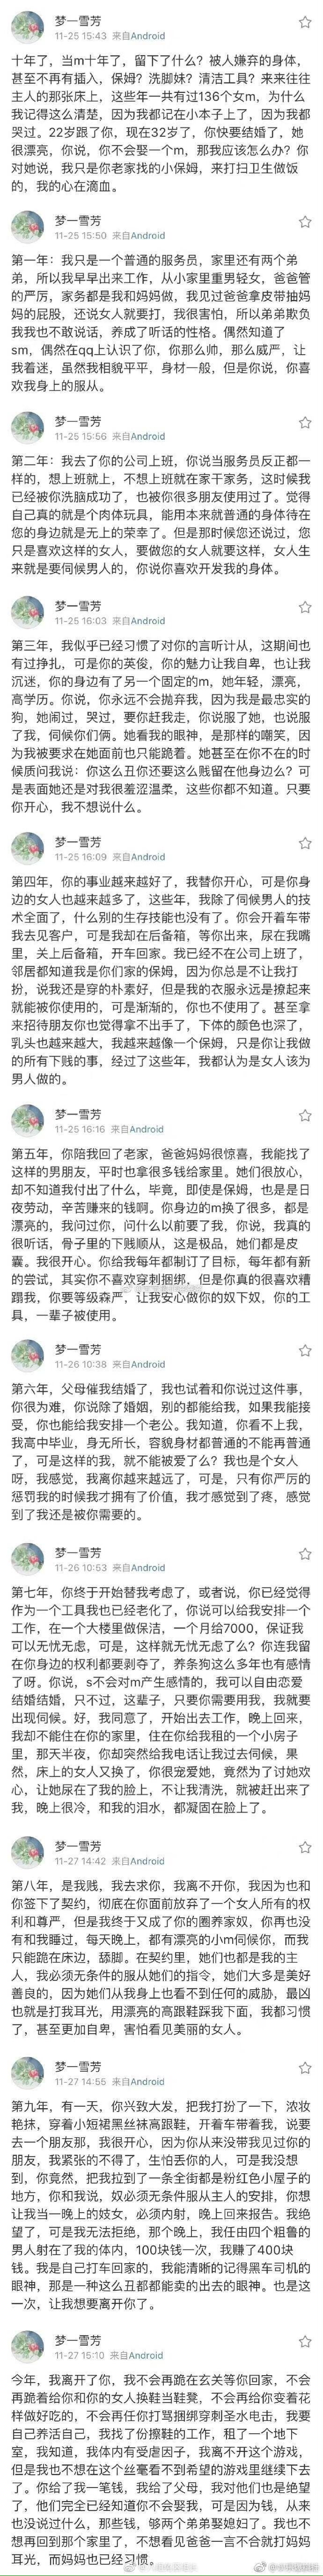 梦一雪芳
11-25 15:43 来自Android
十年了,当m十年了,留下了什么?被人嫌弃的身体,
甚至不再有插入,保姆?洗脚妹?清洁工具?来来往往
主人的那张床上,这些年一共有过136个女m,为什么
我记得这么清楚,因为我都记在小本子上了,因为我都
哭过。22岁跟了你,现在32岁了,你快要结婚了,她
很漂亮,你说,你不会娶一个m,那我应该怎么办?你
对她说,我只是你老家找的小保姆,来打扫卫生做饭
的,我的心在滴血。
梦一雪芳
11-25 15:50 来自Android
第一年:我只是一个普通的服务员,家里还有两个弟
弟,所以我早早出来工作,从小家里重男轻女,爸爸管
的严厉,家务都是我和妈妈做,我见过爸爸拿皮带抽妈
妈的屁股,还说女人就要打,我很害怕,所以弟弟欺负
我我也不敢说话,养成了听话的性格。偶然知道了
sm,偶然在qq上认识了你,你那么帅,那么威严,让
我着迷,虽然我相貌平平,身材一般,但是你说,你喜
欢我身上的服从。
梦一雪芳
11-25 15:56 来自Android
第二年:我去了你的公司上班,你说当服务员反正都一
样的,想上班就上,不想上班就在家干家务,这时候我
已经被你洗脑成功了,也被你很多朋友使用过了。觉得
自己真的就是个肉体玩具,能用本来就普通的身体待在
您的身边就是无上的荣幸了。但是那时候您还说过,您
只是喜欢这样的女人,要做您的女人就要这样,女人生
来就是要伺候男人的,你说你喜欢开发我的身体。
梦一雪芳
11-25 16:03 来自Android
第三年,我似乎已经习惯了对你的言听计从,这期间也
有过挣扎,可是你的英俊,你的魅力让我自卑,也让我
沉迷,你的身边有了另一个固定的m,她年轻,漂亮,
高学历。你说,你永远不会抛弃我,因为我是最忠实的
狗,她闹过,哭过,要你赶我走,你说服了她,也说服
了我,伺候你们俩。她看我的眼神,是那样的嘲笑,因
为我被要求在她面前也只能跪着。她甚至在你不在的时
候质问我说:你这么丑你还要这么贱留在他身边么?可
是表面她还是对我很羞涩温柔,这些你都不知道。只要
你开心,我不想说什么。
梦一雪芳
11-25 16:09 来自Android
第四年,你的事业越来越好了,我替你开心,可是你身
边的女人也越来越多了,这些年,我除了伺候男人的技
术全面了,什么别的生存技能也没有了。你会开着车带
我去见客户,可是我却在后备箱,等你出来,尿在我嘴
里,关上后备箱,开车回家。我已经不在公司上班了,
邻居都知道我是你们家的保姆,因为你总是不让我打
扮,说我还是穿的朴素好,但是我的衣服永远是撩起来
就能被你使用的,可是渐渐的,你也不使用了。甚至拿
来招待朋友你也觉得拿不出手了,下体的颜色也深了,
乳头也越来越大,我越来越像一个保姆,只是你让我做
的所有下贱的事,经过了这些年,我都认为是女人该为
男人做的。
梦一雪芳
11-25 16:16 来自Android
第五年,你陪我回了老家,爸爸妈妈很惊喜,我能找了
这样的男朋友,平时也拿很多钱给家里。她们很放心,
却不知道我付出了什么,毕竟,即使是保姆,也是是日
夜劳动,辛苦赚来的钱啊。你身边的m换了很多,都是
漂亮的,我问过你,问什么以前要了我,你说,我真的
很听话,骨子里的下贱顺从,这是极品,她们都是皮
囊。我很开心。你给我每年都制订了目标,每年都有新
的尝试,其实你不喜欢穿刺捆绑,但是你真的很喜欢糟
蹋我,你要等级森严,让我安心做你的奴下奴,你的工
具,一辈子被使用。
梦一雪芳
11-26 10:38 来自Android
第六年,父母催我结婚了,我也试着和你说过这件事,
你很为难,你说除了婚姻,别的都能给我,如果我能接
受,你也能给我安排一个老公。我知道,你看不上我,
我高中毕业,身无所长,容貌身材都普通的不能再普通
了,可是这样的我,就不能被爱了么?我也是个女人
呀,我感觉,我离你越来越远了,可是,只有你严厉的
惩罚我的时候我才拥有了价值,我才感觉到了疼,感觉
到了我还是被你需要的。
梦一雪芳
11-26 10:53 来自Android
第七年,你终于开始替我考虑了,或者说,你已经觉得
作为一个工具我也已经老化了,你说可以给我安排一个
工作,在一个大楼里做保洁,一个月给7000,保证我
可以无忧无虑,可是,这样就无忧无虑了么?你连我留
在你身边的权利都要剥夺了,养条狗这么多年也有感情
了呀。你说,s不会对m产生感情的,我可以自由恋爱
结婚结婚,只不过,这辈子,只要你需要用我,我就要
出现伺候。好,我同意了,开始出去工作,晚上回来,
我却不能住在你的家里,住在你给我租的一个小房子
里,那天半夜,你却突然给我电话让我过去伺候,果
然,床上的女人又换了,你很宠爱她,竟然为了讨她欢
心,让她尿在了我的脸上,不让我清洗,就被赶出来了
我,晚上很冷,和我的泪水,都凝固在脸上了。
梦一雪芳
11-27 14:42 来自Android
第八年,是我贱,我去求你,我离不开你,我因为也和
你签下了契约,彻底在你面前放弃了一个女人所有的权
利和尊严,但是我终于又成了你的圈养家奴,你再也没
有和我睡过,每天晚上,都有漂亮的小m伺候你,而我
只能跪在床边,舔脚。在契约里,她们也都是我的主
人,我必须无条件的服从她们的指令,她们大多是美好
善良的,因为她们从我身上也看不到任何的威胁,最凶
也就是打我耳光,用漂亮的高跟鞋踩我下面,我都习惯
了,甚至更加自卑,害怕看见美丽的女人。
梦一雪芳
11-27 14:55 来自Android
第九年,有一天,你兴致大发,把我打扮了一下,浓妆
艳抹,穿着小短裙黑丝袜高跟鞋,开着车带着我,说要
去一个朋友那,我很开心,因为你从来没带我见过你的
朋友,我紧张的不得了,生怕丢你的人,可是我没想
到,你竟然,把我拉到了一条全街都是粉红色小屋子的
地方,你和我说,奴必须无条件服从主人的安排,你想
让我当一晚上的妓女,必须内射,晚上回来报告。我绝
望了,可是我无法拒绝,那个晚上,我任由四个粗鲁的
男人射在了我的体内,100块钱一次,我赚了400块
钱。我是自己打车回家的,我能清晰的记得黑车司机的
眼神,那是一种这么丑都都能卖的出去的眼神。也是这
一次,让我想要离开你了。
梦一雪芳
11-27 15:10 来自Android
今年,我离开了你,我不会再跪在玄关等你回家,不会
再跪着给你和你的女人换鞋当鞋凳,不会再给你变着花
样做好吃的,不会再任你打骂捆绑穿刺圣水电击,我要
自己养活自己,我找了份擦鞋的工作,租了一个地下
室,我知道,我体内有受虐因子,我离不开这个游戏,
但是我也不想在这个丝毫看不到希望的游戏里继续下去
了。你给了我一笔钱,我给了父母,我对他们也是绝望
了,他们完全已经知道你不会娶我,可是因为钱,从来
也没说过什么,那些钱,够两个弟弟娶媳妇了。我也不
想再回到那个家里了,不想看见爸爸一言不合就打妈妈
耳光,而妈妈也已经习惯。